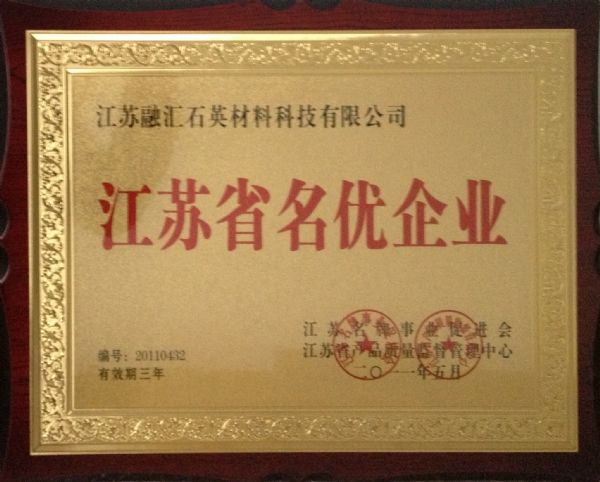 江苏融汇石英材料科技有限公司
江苏省名优企业
江苏名牌事业促进会
编号：20110432
江苏省产品质量监督管理中心
有效期三年
二〇一一年五月